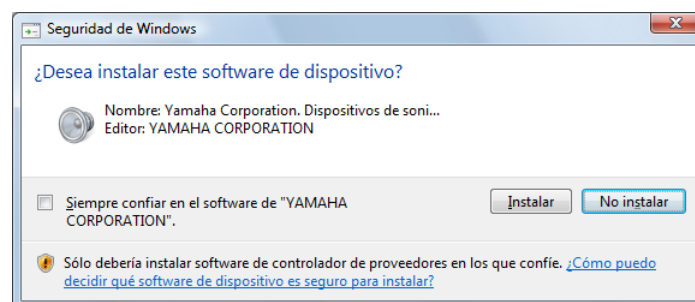 Seguridad de Windows
¿Desea instalar este software de dispositivo?
Nombre: Yamaha Corporation. Dispositivos de soni...
Editor: YAMAHA CORPORATION
Siempre confiar en el software de "YAMAHA
CORPORATION".
Instalar
No instalar
Sólo debería instalar software de controlador de proveedores en los que confíe. ¿Cómo puedo
decidir qué software de dispositivo es seguro para instalar?